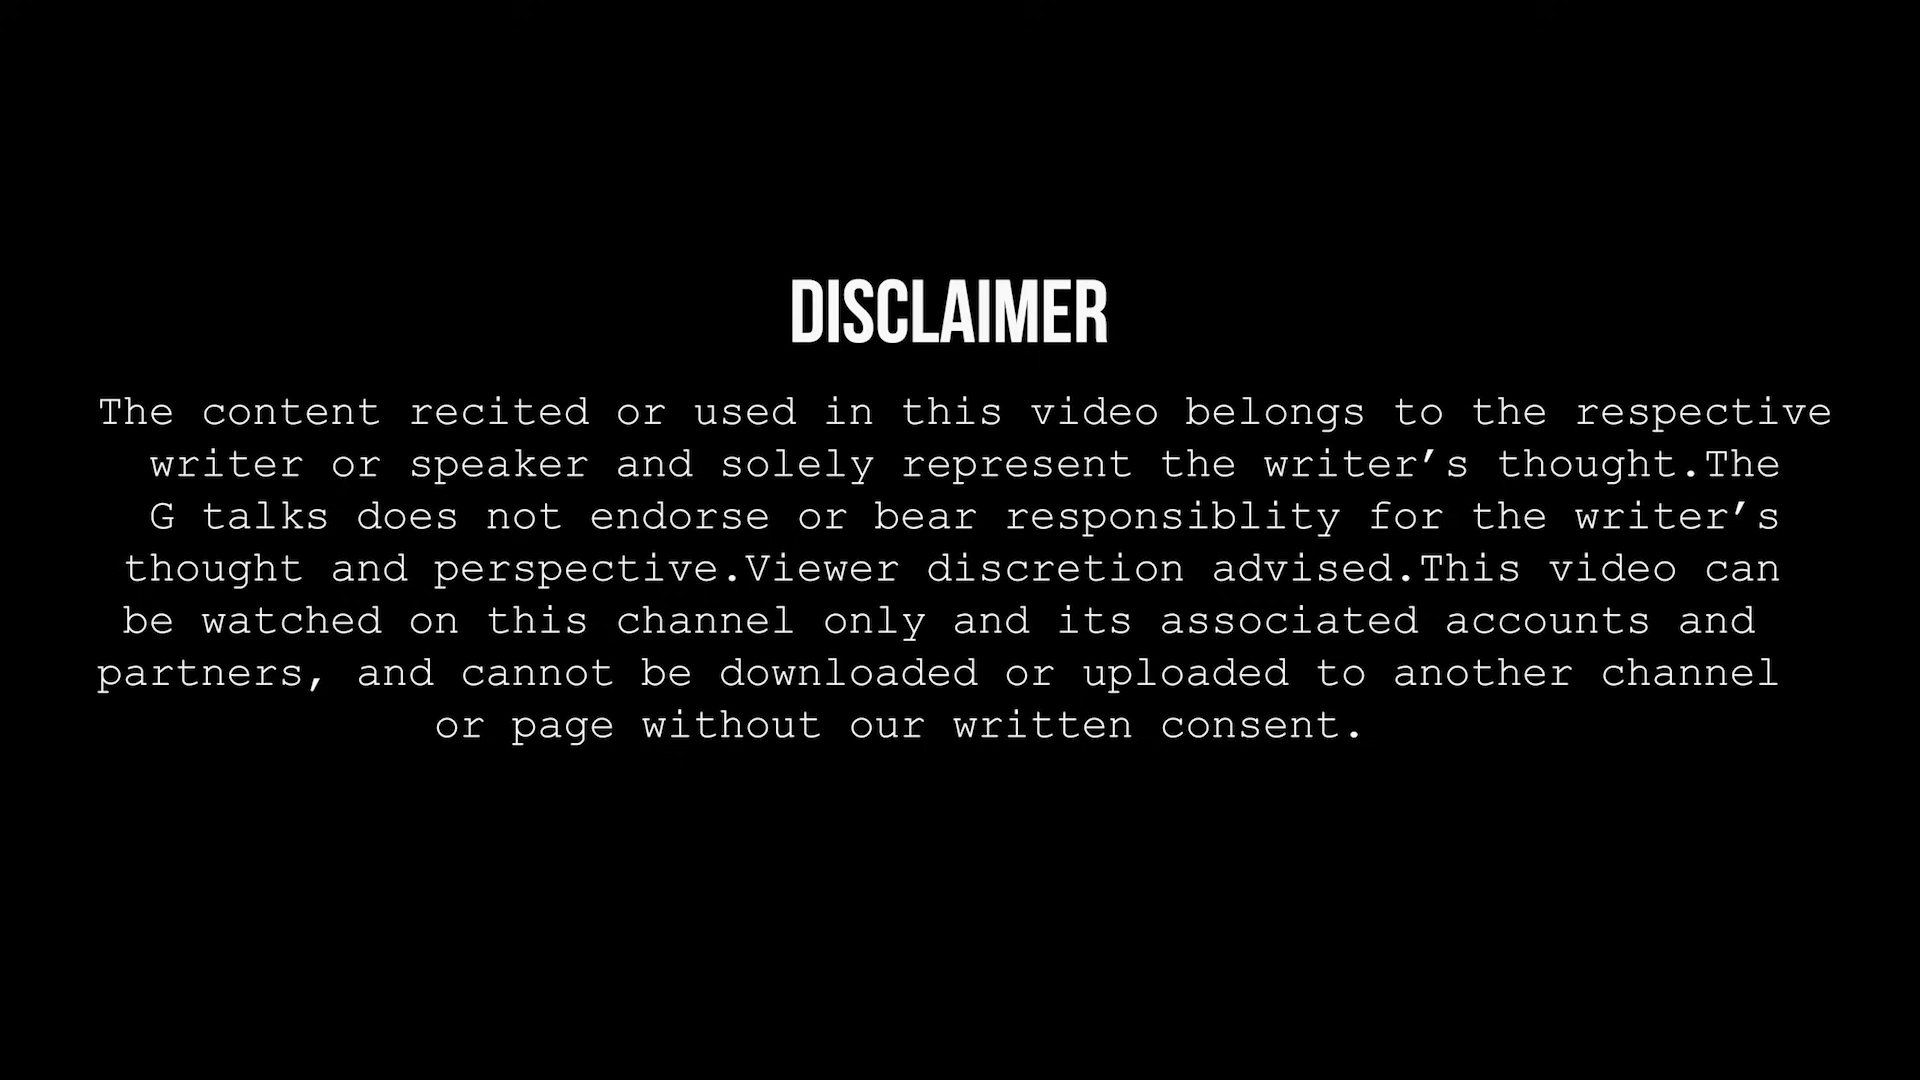 DISCLAIMER
The content recited or used in this video belongs to the respective
writer or speaker and solely represent the writer’s thought.The
G talks does not endorse or bear responsiblity for the writer’s
thought and perspective.Viewer discretion advised.This video can
be watched on this channel only and its associated accounts and
partners, and cannot be downloaded or uploaded to another channel
or page without our written consent.